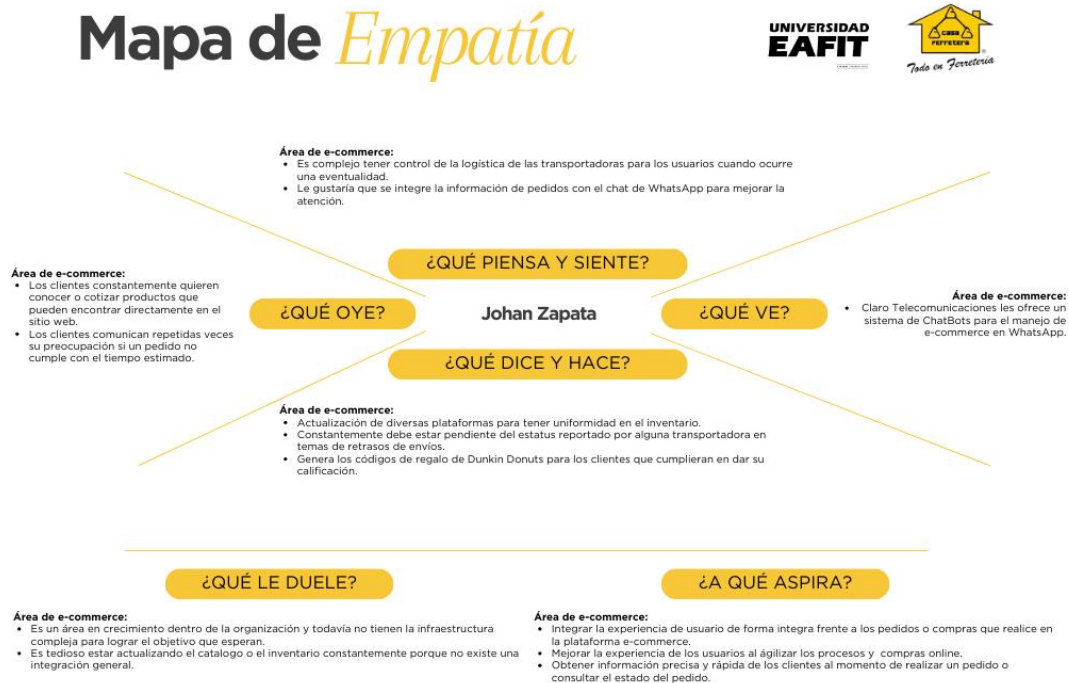 Mapa de Empatía
UNIVERSIDAD
EAFIT
CASA
FERRETERA
Todo en Ferretería
Área de e-commerce:
• Es complejo tener control de la logística de las transportadoras para los usuarios cuando ocurre
una eventualidad.
• Le gustaría que se integre la información de pedidos con el chat de WhatsApp para mejorar la
atención.
¿QUÉ PIENSA Y SIENTE?
Área de e-commerce:
• Los clientes constantemente quieren
conocer o cotizar productos que
pueden encontrar directamente en el
sitio web.
• Los clientes comunican repetidas veces
su preocupación si un pedido no
cumple con el tiempo estimado.
¿QUÉ OYE?
Johan Zapata
¿QUÉ VE?
Área de e-commerce:
• Claro Telecomunicaciones les ofrece un
sistema de ChatBots para el manejo de
e-commerce en WhatsApp.
¿QUÉ DICE Y HACE?
Área de e-commerce:
• Actualización de diversas plataformas para tener uniformidad en el inventario.
• Constantemente debe estar pendiente del estatus reportado por alguna transportadora en
temas de retrasos de envíos.
• Genera los códigos de regalo de Dunkin Donuts para los clientes que cumplieran en dar su
calificación.
¿QUÉ LE DUELE?
Área de e-commerce:
• Es un área en crecimiento dentro de la organización y todavía no tienen la infraestructura
compleja para lograr el objetivo que esperan.
• Es tedioso estar actualizando el catalogo o el inventario constantemente porque no existe una
integración general.
¿A QUÉ ASPIRA?
Área de e-commerce:
• Integrar la experiencia de usuario de forma integra frente a los pedidos o compras que realice en
la plataforma e-commerce.
• Mejorar la experiencia de los usuarios al ágilizar los procesos y compras online.
• Obtener información precisa y rápida de los clientes al momento de realizar un pedido o
consultar el estado del pedido.